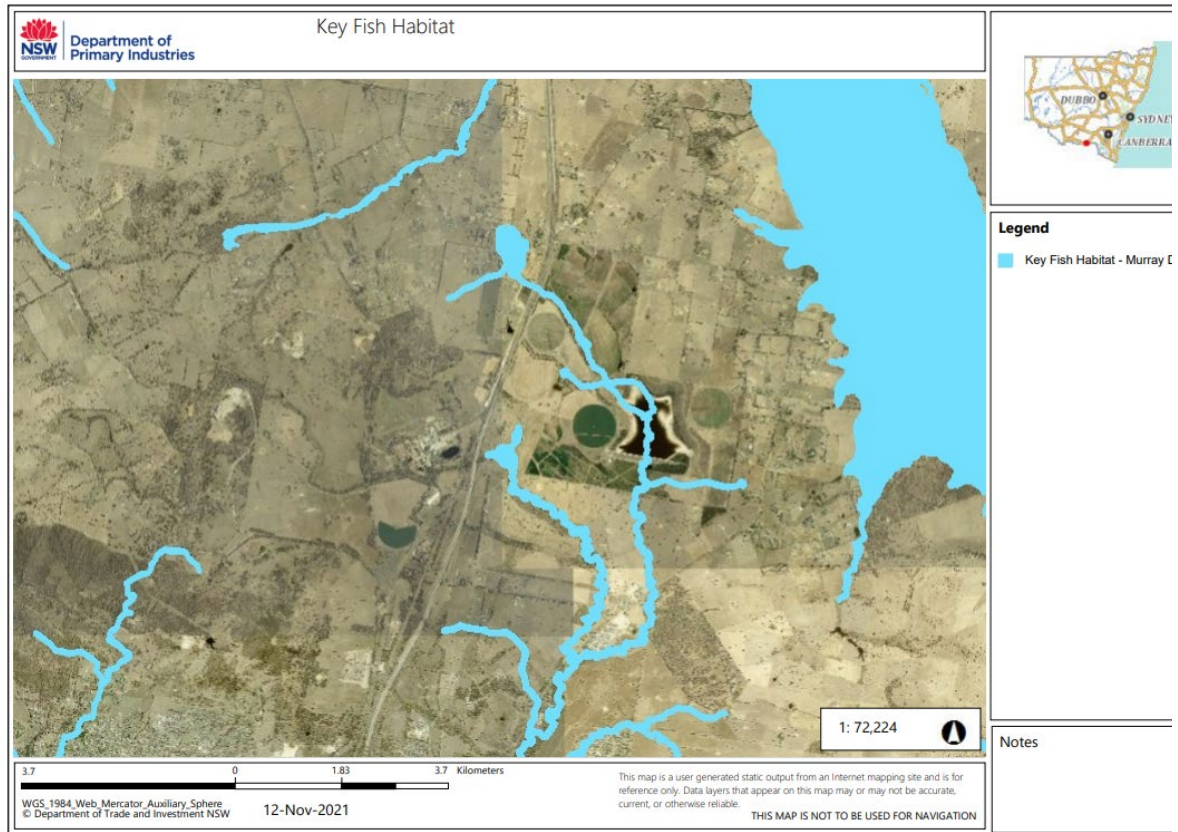 Key Fish Habitat
NSW
GOVERNMENT
Department of
Primary Industries
DUBBO
SYDNEY
CANBERRA
Legend
Key Fish Habitat - Murray D
1: 72,224
Notes
3.7 0 1.83 3.7 Kilometers
WGS_1984_Web_Mercator_Auxiliary_Sphere
© Department of Trade and Investment NSW
12-Nov-2021
This map is a user generated static output from an Internet mapping site and is for
reference only. Data layers that appear on this map may or may not be accurate,
current, or otherwise reliable.
THIS MAP IS NOT TO BE USED FOR NAVIGATION